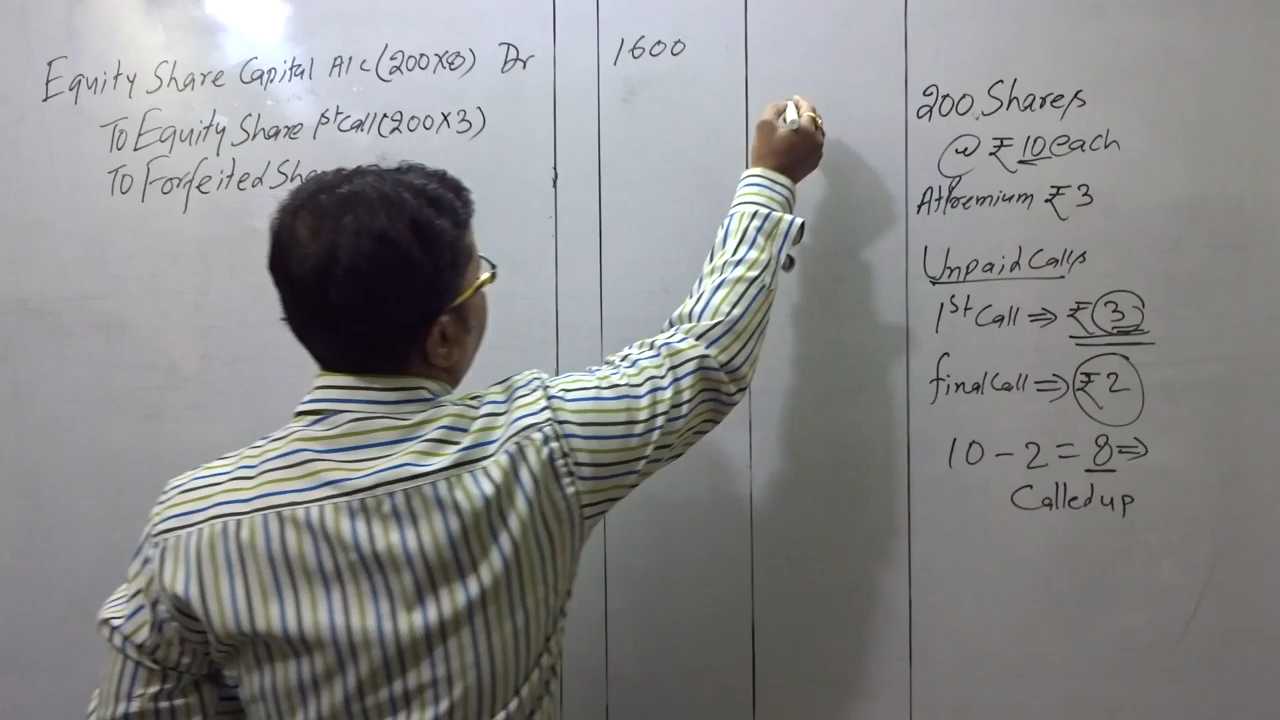 Equity Share Capital A/c (200×8) Dr 1600
To Equity Share 1st Call (200×3)
To Forfeited
200 Shares
@ ₹10 each
At Premium ₹3
Unpaid Calls
1st Call ⇒ ₹3
final Call ⇒ ₹2
10 - 2 = 8 ⇒
Called up